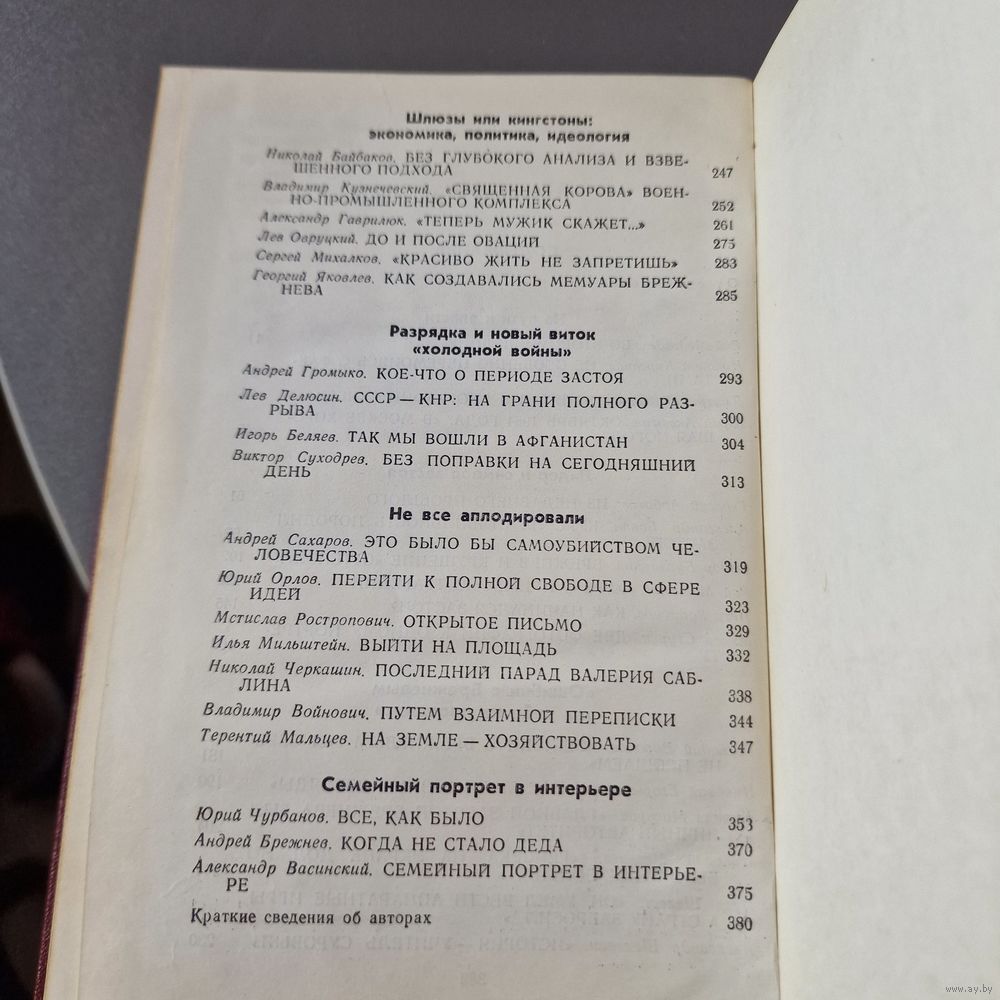 Шлюзы или кингстоны:
экономика, политика, идеология
Николай Байбаков. БЕЗ ГЛУБОКОГО АНАЛИЗА И ВЗВЕ-
ШЕННОГО ПОДХОДА 247
Владимир Кузнечевский. «СВЯЩЕННАЯ КОРОВА» ВОЕН-
НО-ПРОМЫШЛЕННОГО КОМПЛЕКСА 252
Александр Гаврилюк. «ТЕПЕРЬ МУЖИК СКАЖЕТ...» 261
Лев Овруцкий. ДО И ПОСЛЕ ОВАЦИЙ 275
Сергей Михалков. «КРАСИВО ЖИТЬ НЕ ЗАПРЕТИШЬ» 283
Георгий Яковлев. КАК СОЗДАВАЛИСЬ МЕМУАРЫ БРЕЖ-
НЕВА 285
Разрядка и новый виток
«холодной войны»
Андрей Громыко. КОЕ-ЧТО О ПЕРИОДЕ ЗАСТОЯ 293
Лев Делюсин. СССР — КНР: НА ГРАНИ ПОЛНОГО РАЗ-
РЫВА 300
Игорь Беляев. ТАК МЫ ВОШЛИ В АФГАНИСТАН 304
Виктор Суходрев. БЕЗ ПОПРАВКИ НА СЕГОДНЯШНИЙ
ДЕНЬ 313
Не все аплодировали
Андрей Сахаров. ЭТО БЫЛО БЫ САМОУБИЙСТВОМ ЧЕ-
ЛОВЕЧЕСТВА 319
Юрий Орлов. ПЕРЕЙТИ К ПОЛНОЙ СВОБОДЕ В СФЕРЕ
ИДЕЙ 323
Мстислав Ростропович. ОТКРЫТОЕ ПИСЬМО 329
Илья Мильштейн. ВЫЙТИ НА ПЛОЩАДЬ 332
Николай Черкашин. ПОСЛЕДНИЙ ПАРАД ВАЛЕРИЯ САБ-
ЛИНА 338
Владимир Войнович. ПУТЕМ ВЗАИМНОЙ ПЕРЕПИСКИ 344
Терентий Мальцев. НА ЗЕМЛЕ — ХОЗЯЙСТВОВАТЬ 347
Семейный портрет в интерьере
Юрий Чурбанов. ВСЕ, КАК БЫЛО 353
Андрей Брежнев. КОГДА НЕ СТАЛО ДЕДА 370
Александр Васинский. СЕМЕЙНЫЙ ПОРТРЕТ В ИНТЕРЬЕ-
РЕ 375
Краткие сведения об авторах 380
www.ay.by